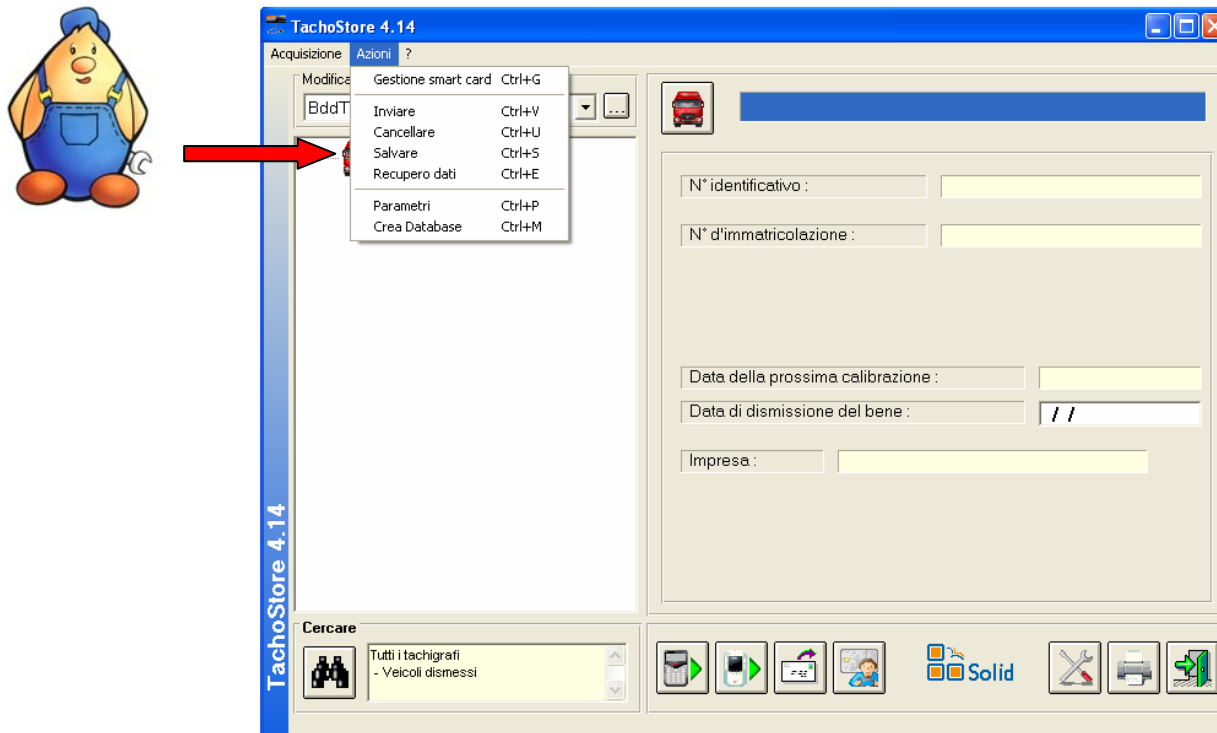 TachoStore 4.14
Acquisizione Azioni ?
Modifica
BddT
...
Gestione smart card Ctrl+G
Inviare Ctrl+V
Cancellare Ctrl+U
Salvare Ctrl+S
Recupero dati Ctrl+E
Parametri Ctrl+P
Crea Database Ctrl+M
N° identificativo :
N° d'immatricolazione :
Data della prossima calibrazione :
Data di dismissione del bene :
/ /
Impresa :
TachoStore 4.14
Cercare
Tutti i tachigrafi
- Veicoli dismessi
Solid